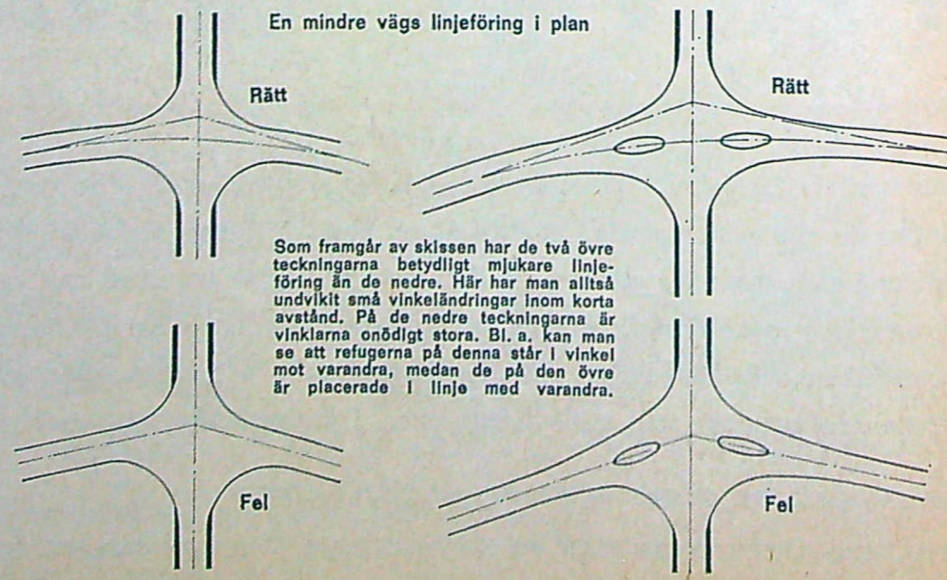 En mindre vägs linjeföring i plan
Rätt
Rätt
Som framgår av skissen har de två övre
teckningarna betydligt mjukare linje-
föring än de nedre. Här har man alltså
undvikit små vinkeländringar inom korta
avstånd. På de nedre teckningarna är
vinklarna onödigt stora. Bl. a. kan man
se att refugerna på denna står i vinkel
mot varandra, medan de på den övre
är placerade i linje med varandra.
Fel
Fel